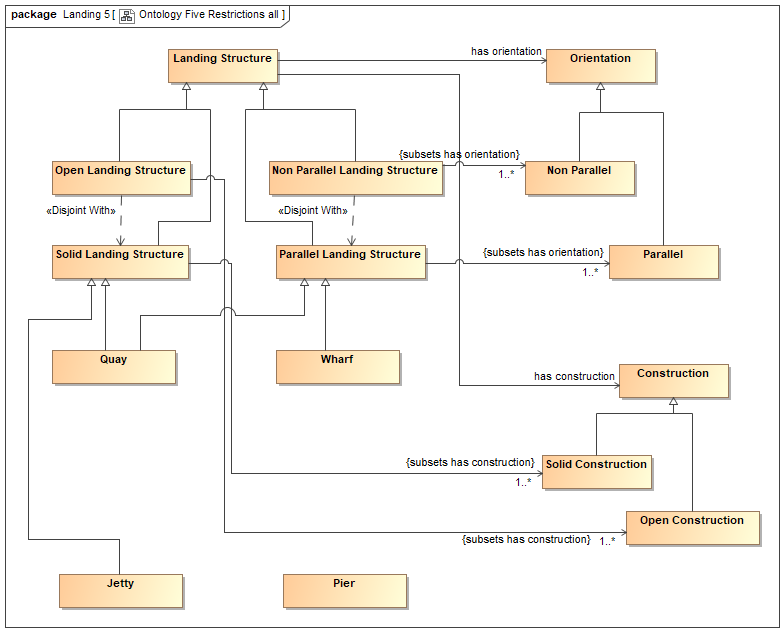 package Landing 5 [ Ontology Five Restrictions all ]
Landing Structure
has orientation
Orientation
{subsets has orientation}
Open Landing Structure
Non Parallel Landing Structure
1..*
Non Parallel
«Disjoint With»
«Disjoint With»
Solid Landing Structure
Parallel Landing Structure
{subsets has orientation}
1..*
Parallel
Quay
Wharf
has construction
Construction
{subsets has construction}
1..*
Solid Construction
{subsets has construction}
1..*
Open Construction
Jetty
Pier